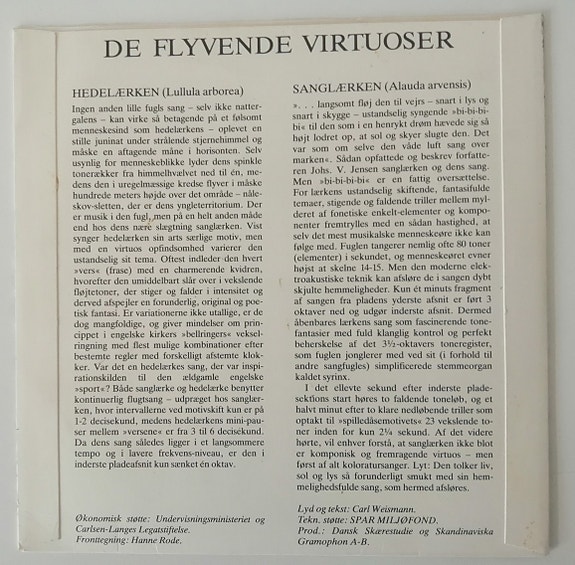 DE FLYVENDE VIRTUOSER
HEDELÆRKEN (Lullula arborea)
Ingen anden lille fugls sang – selv ikke natter-
galens – kan virke så betagende på et følsomt
menneskesind som hedelærkens – oplevet en
stille juninat under strålende stjernehimmel og
måske en aftagende måne i horisonten. Selv
usynlig for menneskeblikke lyder dens spinkle
tonerækker fra himmelhvælvet ned til én, me-
dens den i uregelmæssige kredse flyver i måske
hundrede meters højde over det område – nåle-
skov-sletten, der er dens yngleterritorium. Der
er musik i den fugl, men på en helt anden måde
end hos dens nære slægtning sanglærken. Vist
synger hedelærken sin arts særlige motiv, men
med en virtuos opfindsomhed varierer den
ustandselig sit tema. Oftest indleder den hvert
»vers« (frase) med en charmerende kvidren,
hvorefter den umiddelbart slår over i vekslende
fløjtetoner, der stiger og falder i intensitet og
derved afspejler en forunderlig, original og poe-
tisk fantasi. Er variationerne ikke utallige, er de
dog mangfoldige, og giver mindelser om prin-
cippet i engelske kirkers »bellringers« veksel-
ringning med flest mulige kombinationer efter
bestemte regler med forskelligt afstemte klok-
ker. Var det en hedelærkes sang, der var inspi-
rationskilden til den ældgamle engelske
»sport«? Både sanglærke og hedelærke benytter
kontinuerlig flugtsang – udpræget hos sanglær-
ken, hvor intervallerne ved motivskift kun er på
1-2 decisekund, medens hedelærkens mini-pau-
ser mellem »versene« er fra 3 til 6 decisekund.
Da dens sang således ligger i et langsommere
tempo og i lavere frekvens-niveau, er den i
inderste pladeafsnit kun sænket én oktav.
Økonomisk støtte: Undervisningsministeriet og
Carlsen-Langes Legatstiftelse.
Fronttegning: Hanne Rode.
SANGLÆRKEN (Alauda arvensis)
». . . langsomt fløj den til vejrs – snart i lys og
snart i skygge – ustandselig syngende »bi-bi-bi-
bi« til den som i en henrykt drøm hævede sig så
højt lodret op, at sol og skyer slugte den. Det
var som om selve den våde luft sang over
marken«. Sådan opfattede og beskrev forfatte-
ren Johs. V. Jensen sanglærken og dens sang.
Men »bi-bi-bi-bi« er en fattig oversættelse.
For lærkens ustandselig skiftende, fantasifulde
temaer, stigende og faldende triller mellem myl-
deret af fonetiske enkelt-elementer og kompo-
nenter fremtrylles med en sådan hastighed, at
selv det mest musikalske menneskeøre ikke kan
følge med. Fuglen tangerer nemlig ofte 80 toner
(elementer) i sekundet, og menneskeøret evner
højst at skelne 14-15. Men den moderne elek-
troakustiske teknik kan afsløre de i sangen dybt
skjulte hemmeligheder. Kun ét minuts fragment
af sangen fra pladens yderste afsnit er ført 3
oktaver ned og udgør inderste afsnit. Dermed
åbenbares lærkens sang som fascinerende tone-
fantasier med fuld klanglig kontrol og perfekt
beherskelse af det 3½-oktavers toneregister,
som fuglen jonglerer med ved sit (i forhold til
andre sangfugles) simplificerede stemmeorgan
kaldet syrinx.
I det ellevte sekund efter inderste plade-
sektions start høres to faldende toneløb, og et
halvt minut efter to klare nedløbende triller som
optakt til »spilledåsemotivets« 23 vekslende to-
ner inden for kun 2¼ sekund. Af det videre
hørte, vil enhver forstå, at sanglærken ikke blot
er komponisk og fremragende virtuos – men
først af alt koloratursanger. Lyt: Den tolker liv,
sol og lys så forunderligt smukt med sin hem-
melighedsfulde sang, som hermed afsløres.
Lyd og tekst: Carl Weismann.
Tekn. støtte: SPAR MILJØFOND.
Prod.: Dansk Skærestudie og Skandinaviska
Gramophon A-B.